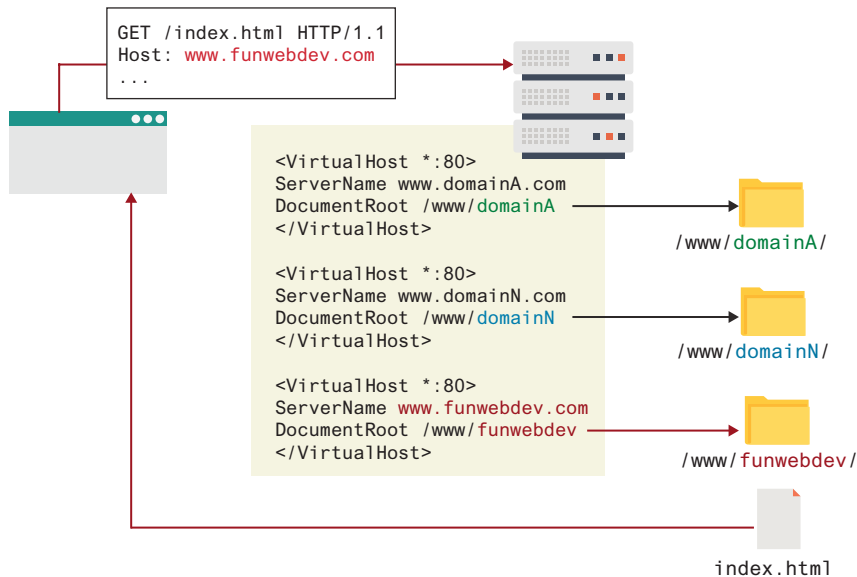 GET /index.html HTTP/1.1
Host: www.funwebdev.com
...
<VirtualHost *:80>
ServerName www.domainA.com
DocumentRoot /www/domainA
</VirtualHost>
/www/domainA/
<VirtualHost *:80>
ServerName www.domainN.com
DocumentRoot /www/domainN
</VirtualHost>
/www/domainN/
<VirtualHost *:80>
ServerName www.funwebdev.com
DocumentRoot /www/funwebdev
</VirtualHost>
/www/funwebdev/
index.html